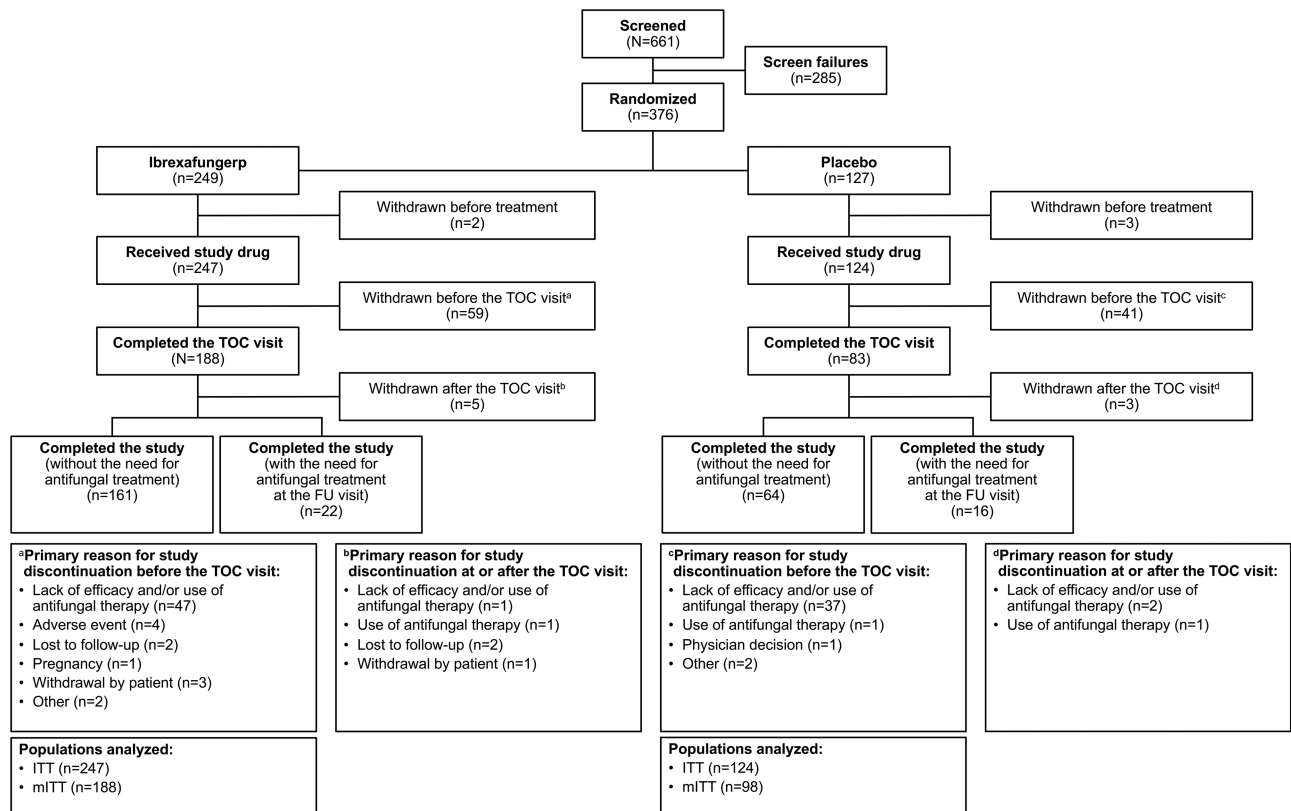 Screened
(N=661)
Screen failures
(n=285)
Randomized
(n=376)
Ibrexafungerp
(n=249)
Placebo
(n=127)
Withdrawn before treatment
(n=2)
Withdrawn before treatment
(n=3)
Received study drug
(n=247)
Received study drug
(n=124)
Withdrawn before the TOC visitᵃ
(n=59)
Withdrawn before the TOC visitᶜ
(n=41)
Completed the TOC visit
(N=188)
Completed the TOC visit
(n=83)
Withdrawn after the TOC visitᵇ
(n=5)
Withdrawn after the TOC visitᵈ
(n=3)
Completed the study
(without the need for
antifungal treatment)
(n=161)
Completed the study
(with the need for
antifungal treatment
at the FU visit)
(n=22)
Completed the study
(without the need for
antifungal treatment)
(n=64)
Completed the study
(with the need for
antifungal treatment
at the FU visit)
(n=16)
ᵃPrimary reason for study
discontinuation before the TOC visit:
• Lack of efficacy and/or use of
antifungal therapy (n=47)
• Adverse event (n=4)
• Lost to follow-up (n=2)
• Pregnancy (n=1)
• Withdrawal by patient (n=3)
• Other (n=2)
ᵇPrimary reason for study
discontinuation at or after the TOC visit:
• Lack of efficacy and/or use of
antifungal therapy (n=1)
• Use of antifungal therapy (n=1)
• Lost to follow-up (n=2)
• Withdrawal by patient (n=1)
ᶜPrimary reason for study
discontinuation before the TOC visit:
• Lack of efficacy and/or use of
antifungal therapy (n=37)
• Use of antifungal therapy (n=1)
• Physician decision (n=1)
• Other (n=2)
ᵈPrimary reason for study
discontinuation at or after the TOC visit:
• Lack of efficacy and/or use of
antifungal therapy (n=2)
• Use of antifungal therapy (n=1)
Populations analyzed:
• ITT (n=247)
• mITT (n=188)
Populations analyzed:
• ITT (n=124)
• mITT (n=98)